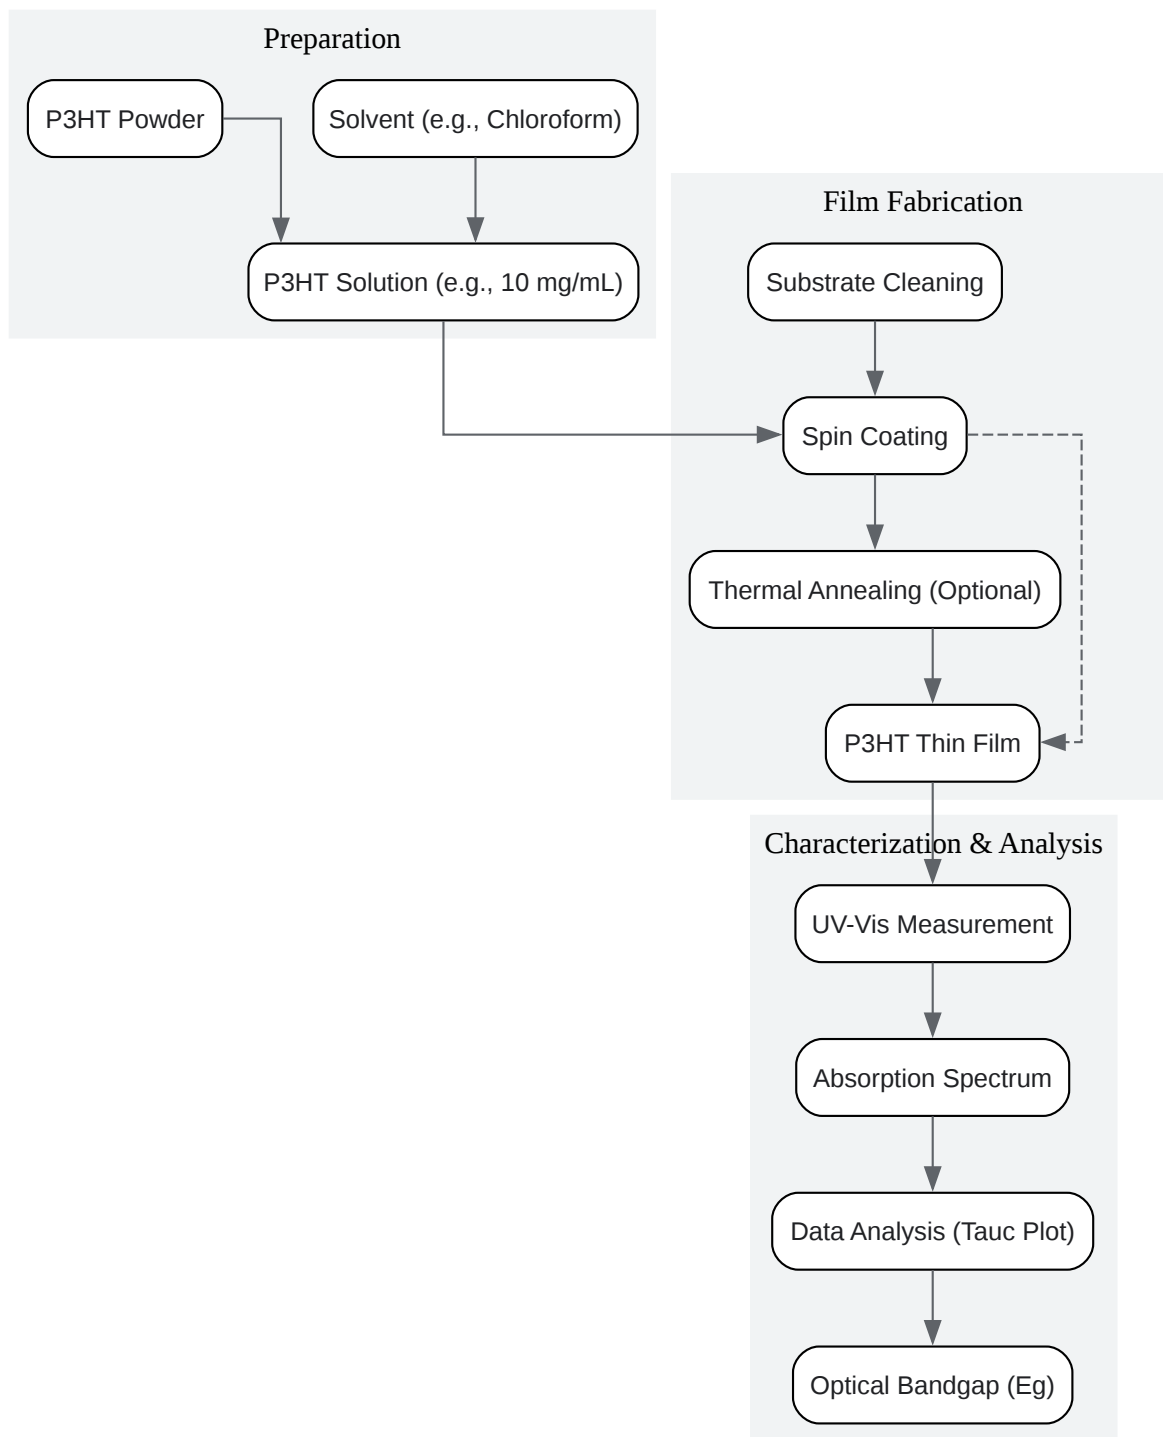 Preparation
P3HT Powder
Solvent (e.g., Chloroform)
P3HT Solution (e.g., 10 mg/mL)
Film Fabrication
Substrate Cleaning
Spin Coating
Thermal Annealing (Optional)
P3HT Thin Film
Characterization & Analysis
UV-Vis Measurement
Absorption Spectrum
Data Analysis (Tauc Plot)
Optical Bandgap (Eg)